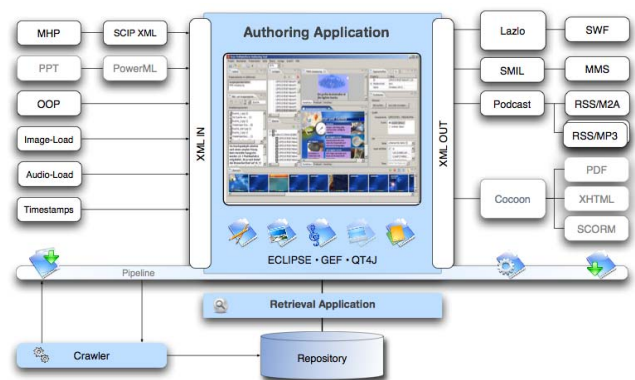 Authoring Application
MHP
SCIP XML
PPT
PowerML
OOP
Image-Load
Audio-Load
Timestamps
XML IN
XML OUT
Lazlo
SWF
SMIL
MMS
Podcast
RSS/M2A
RSS/MP3
Cocoon
PDF
XHTML
SCORM
ECLIPSE • GEF • QT4J
Pipeline
Retrieval Application
Crawler
Repository